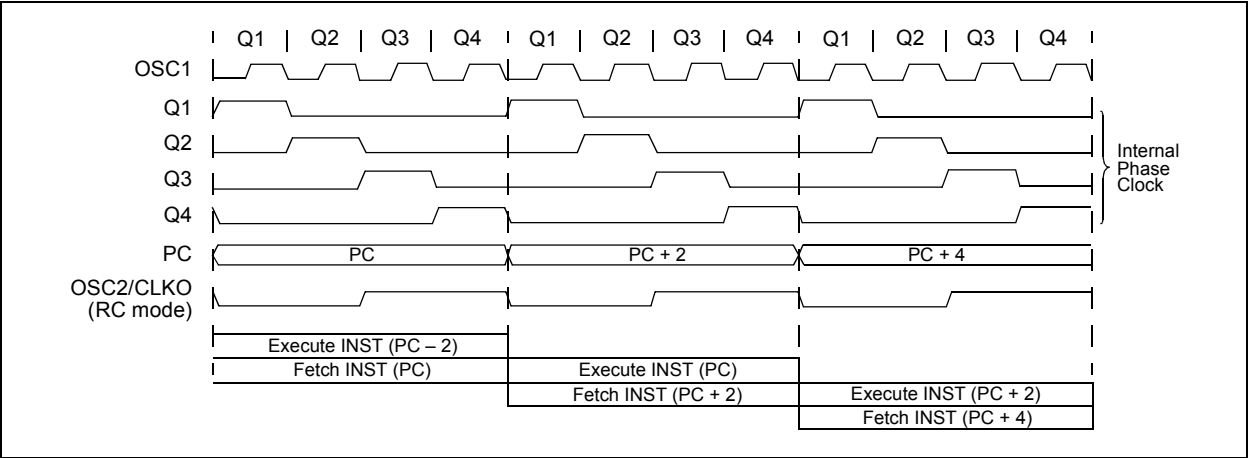 Q1 Q2 Q3 Q4 Q1 Q2 Q3 Q4 Q1 Q2 Q3 Q4
OSC1
Q1
Q2
Q3
Q4
Internal
Phase
Clock
PC
PC
PC + 2
PC + 4
OSC2/CLKO
(RC mode)
Execute INST (PC – 2)
Fetch INST (PC)
Execute INST (PC)
Fetch INST (PC + 2)
Execute INST (PC + 2)
Fetch INST (PC + 4)